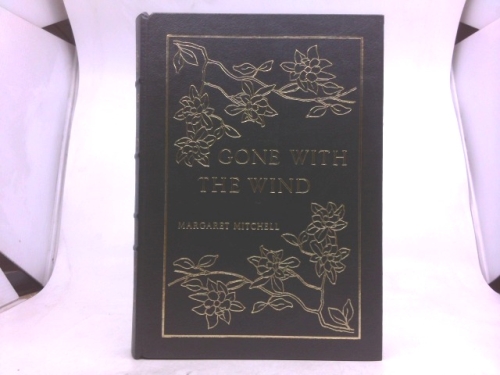 GONE WITH
THE WIND
MARGARET MITCHELL